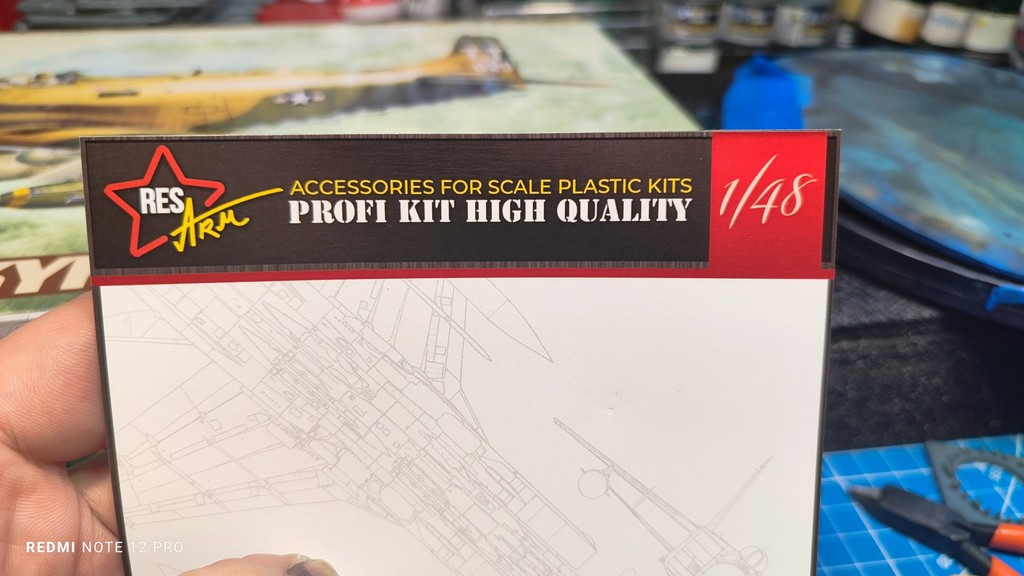 RES
ARM
ACCESSORIES FOR SCALE PLASTIC KITS
PROFI KIT HIGH QUALITY
1/48
REDMI NOTE 12 PRO